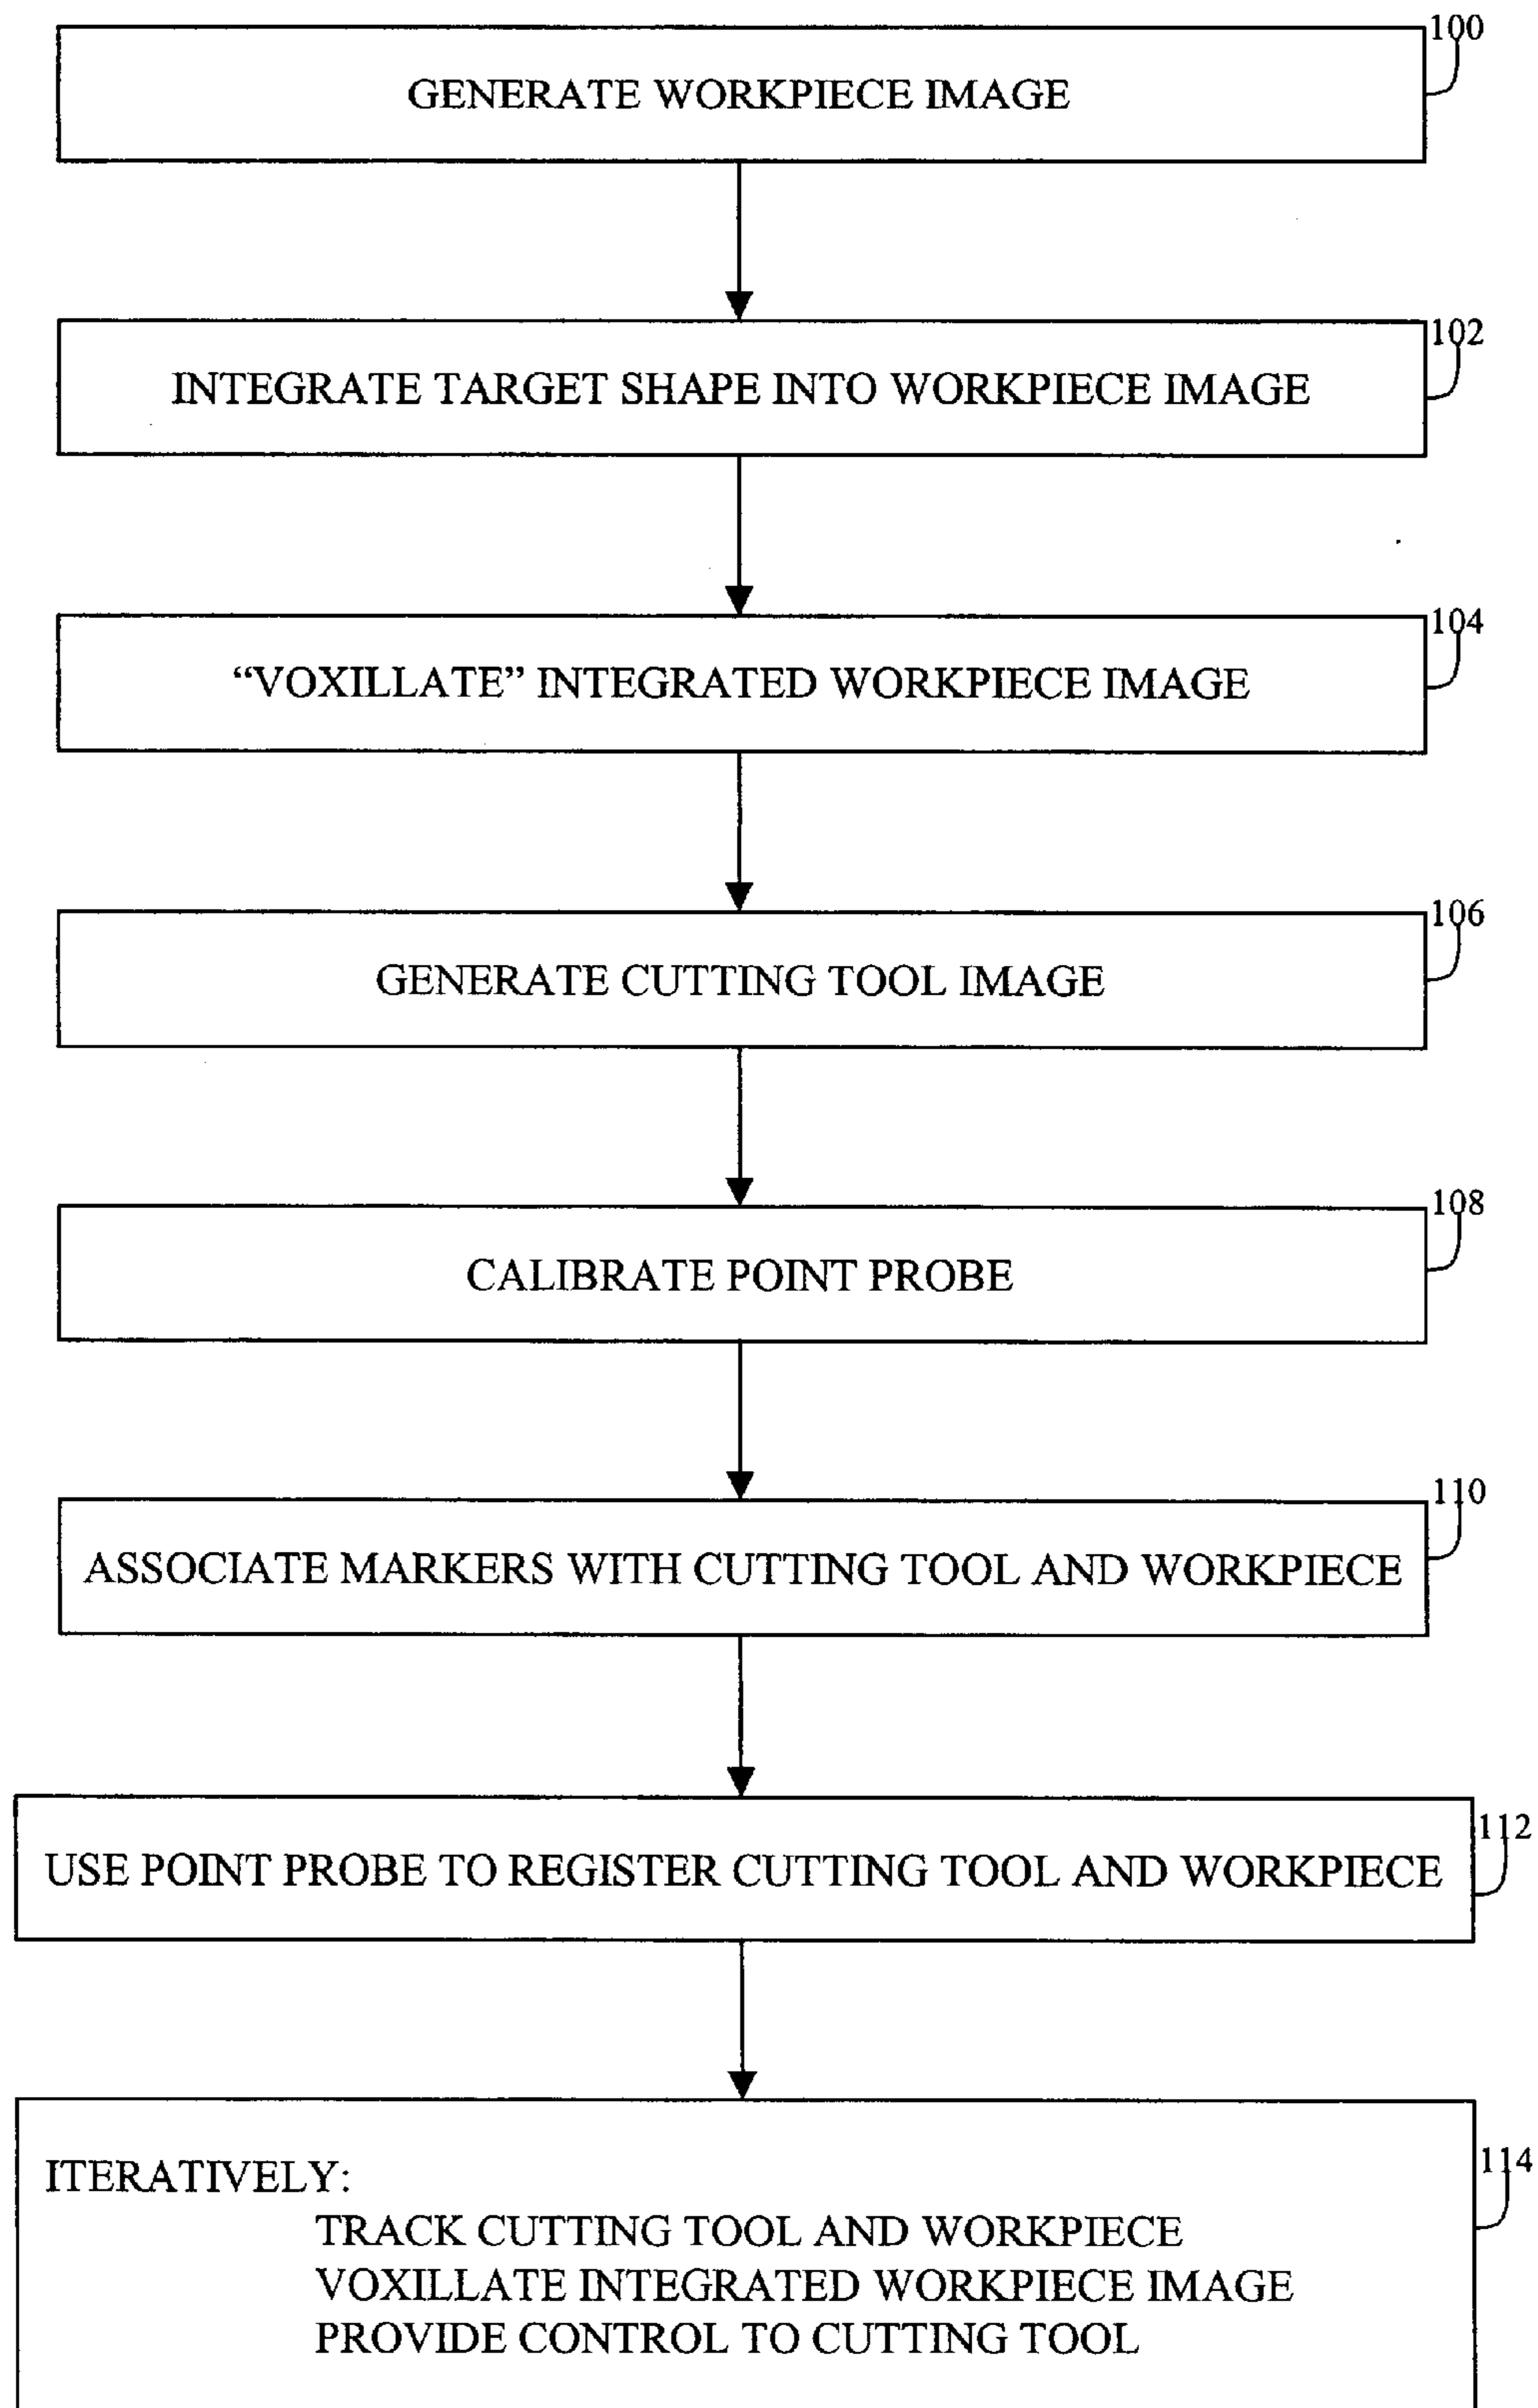 100
GENERATE WORKPIECE IMAGE
102
INTEGRATE TARGET SHAPE INTO WORKPIECE IMAGE
104
“VOXILLATE” INTEGRATED WORKPIECE IMAGE
106
GENERATE CUTTING TOOL IMAGE
108
CALIBRATE POINT PROBE
110
ASSOCIATE MARKERS WITH CUTTING TOOL AND WORKPIECE
112
USE POINT PROBE TO REGISTER CUTTING TOOL AND WORKPIECE
114
ITERATIVELY:
TRACK CUTTING TOOL AND WORKPIECE
VOXILLATE INTEGRATED WORKPIECE IMAGE
PROVIDE CONTROL TO CUTTING TOOL